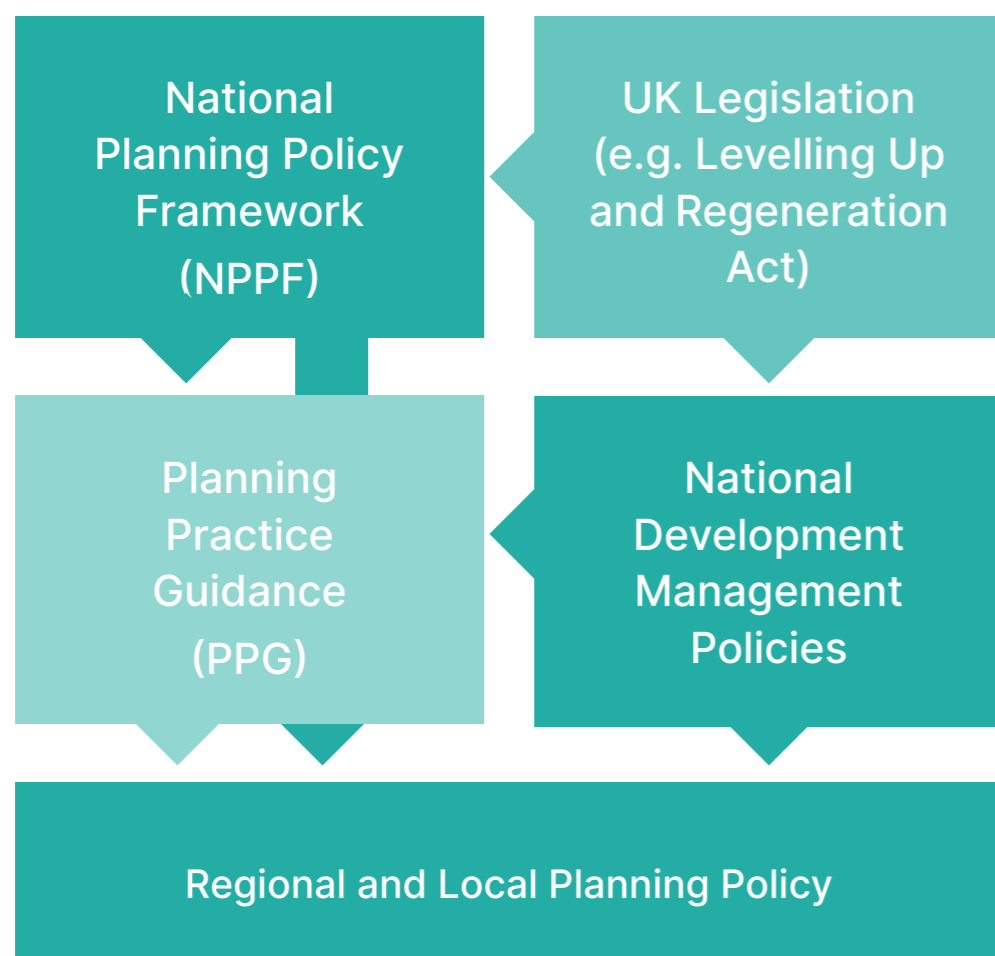 National
Planning Policy
Framework
(NPPF)
UK Legislation
(e.g. Levelling Up
and Regeneration
Act)
Planning
Practice
Guidance
(PPG)
National
Development
Management
Policies
Regional and Local Planning Policy